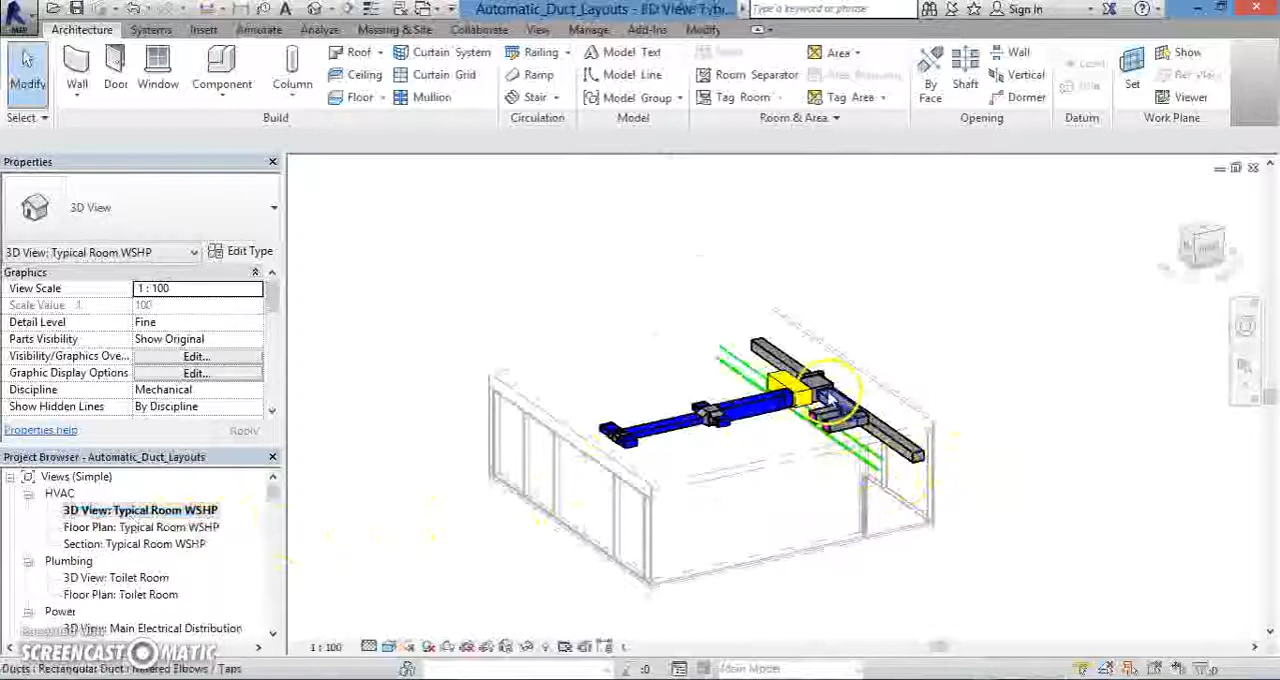 Automatic_Duct_Layouts - 3D View: Typi...
Type a keyword or phrase
Sign In
Architecture Systems Insert Annotate Analyze Massing & Site Collaborate View Manage Add-Ins Modify
Modify
Wall Door Window Component Column
Roof Curtain System
Ceiling Curtain Grid
Floor Mullion
Railing
Ramp
Stair
Model Text
Model Line
Model Group
Room Separator
Tag Room
Area
Tag Area
By Face
Shaft
Wall
Vertical
Dormer
Set
Show
Viewer
Select Build Circulation Model Room & Area Opening Datum Work Plane
Properties
3D View
3D View: Typical Room WSHP
Edit Type
Graphics
View Scale 1 : 100
Scale Value 1: 100
Detail Level Fine
Parts Visibility Show Original
Visibility/Graphics Ove... Edit...
Graphic Display Options Edit...
Discipline Mechanical
Show Hidden Lines By Discipline
Properties help Apply
Project Browser - Automatic_Duct_Layouts
Views (Simple)
HVAC
3D View: Typical Room WSHP
Floor Plan: Typical Room WSHP
Section: Typical Room WSHP
Plumbing
3D View: Toilet Room
Floor Plan: Toilet Room
Power
3D View: Main Electrical Distribution
SCREENCAST MATIC
1 : 100
Ducts : Rectangular Duct : Mitered Elbows / Taps
:0
Main Model